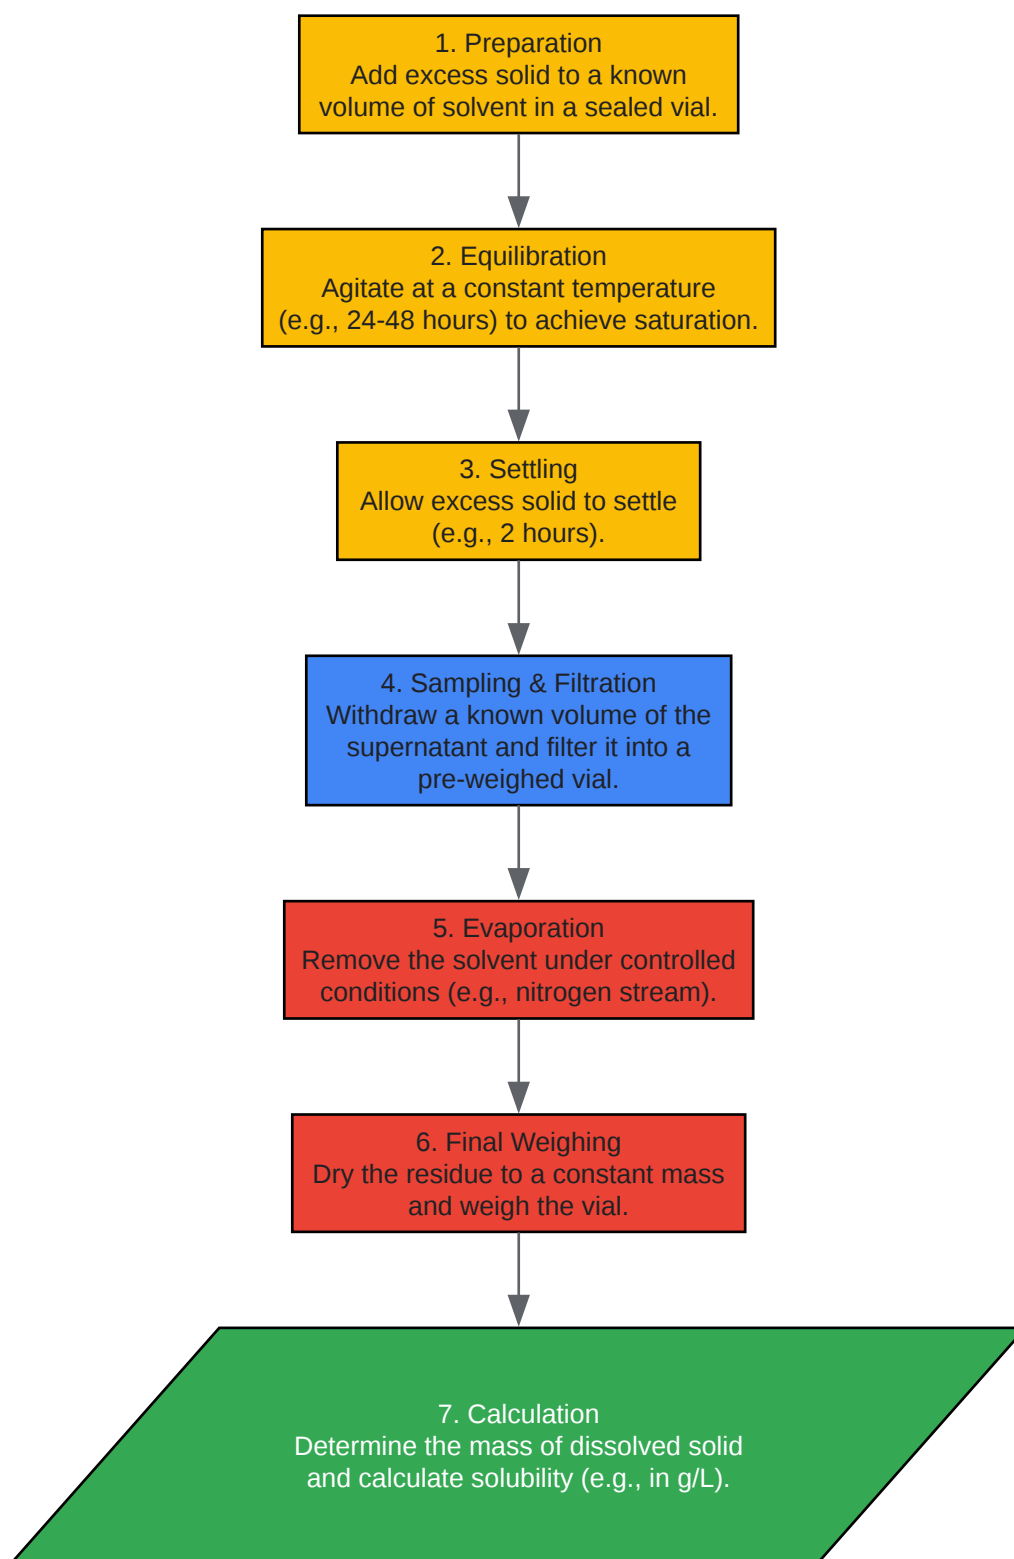 1. Preparation
Add excess solid to a known
volume of solvent in a sealed vial.
2. Equilibration
Agitate at a constant temperature
(e.g., 24-48 hours) to achieve saturation.
3. Settling
Allow excess solid to settle
(e.g., 2 hours).
4. Sampling & Filtration
Withdraw a known volume of the
supernatant and filter it into a
pre-weighed vial.
5. Evaporation
Remove the solvent under controlled
conditions (e.g., nitrogen stream).
6. Final Weighing
Dry the residue to a constant mass
and weigh the vial.
7. Calculation
Determine the mass of dissolved solid
and calculate solubility (e.g., in g/L).